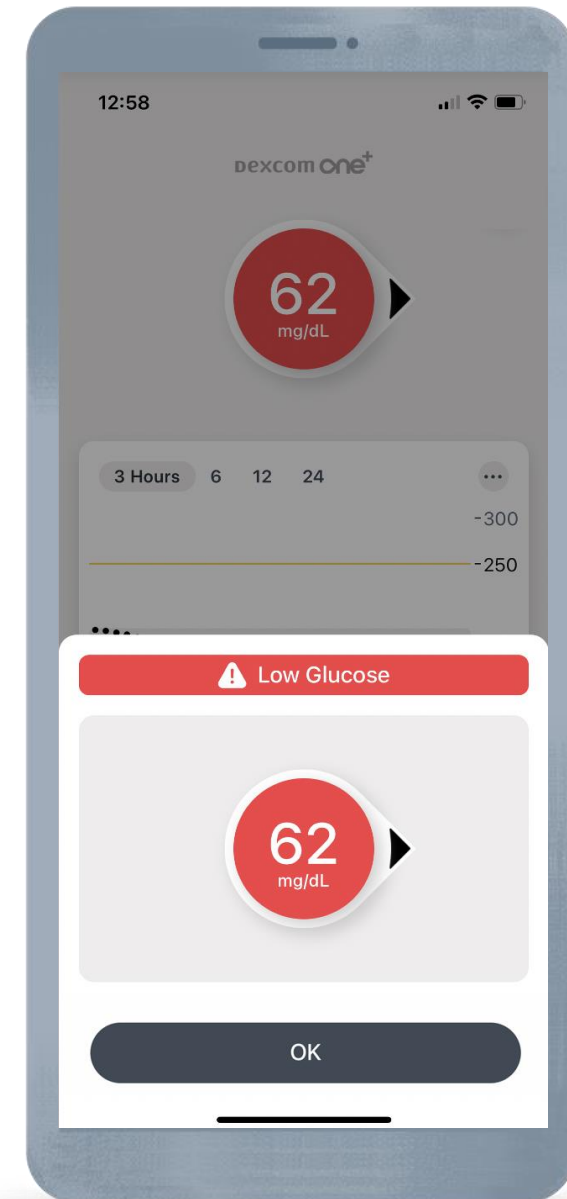 12:58
Dexcom one+
62
mg/dL
3 Hours 6 12 24
-300
-250
Low Glucose
62
mg/dL
OK